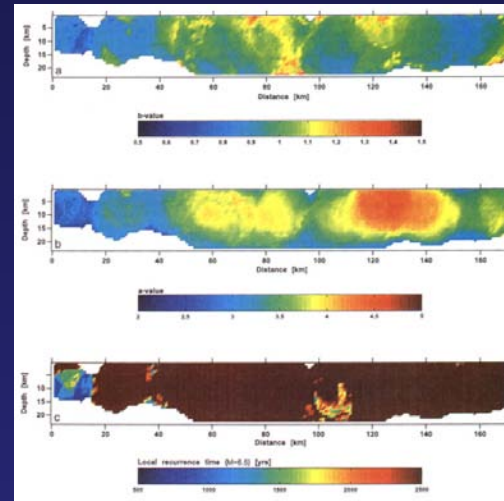 Depth [km]
5
10
15
20
a
0 20 40 60 80 100 120 140 160
Distance [km]
b-value
0.5 0.6 0.7 0.8 0.9 1 1.1 1.2 1.3 1.4 1.5
Depth [km]
5
10
15
20
b
0 20 40 60 80 100 120 140 160
Distance [km]
a-value
2 2.5 3 3.5 4 4.5 5
Depth [km]
5
10
15
20
c
0 20 40 60 80 100 120 140 160
Distance [km]
Local recurrence time (M=6.5) [yrs]
500 1000 1500 2000 2500